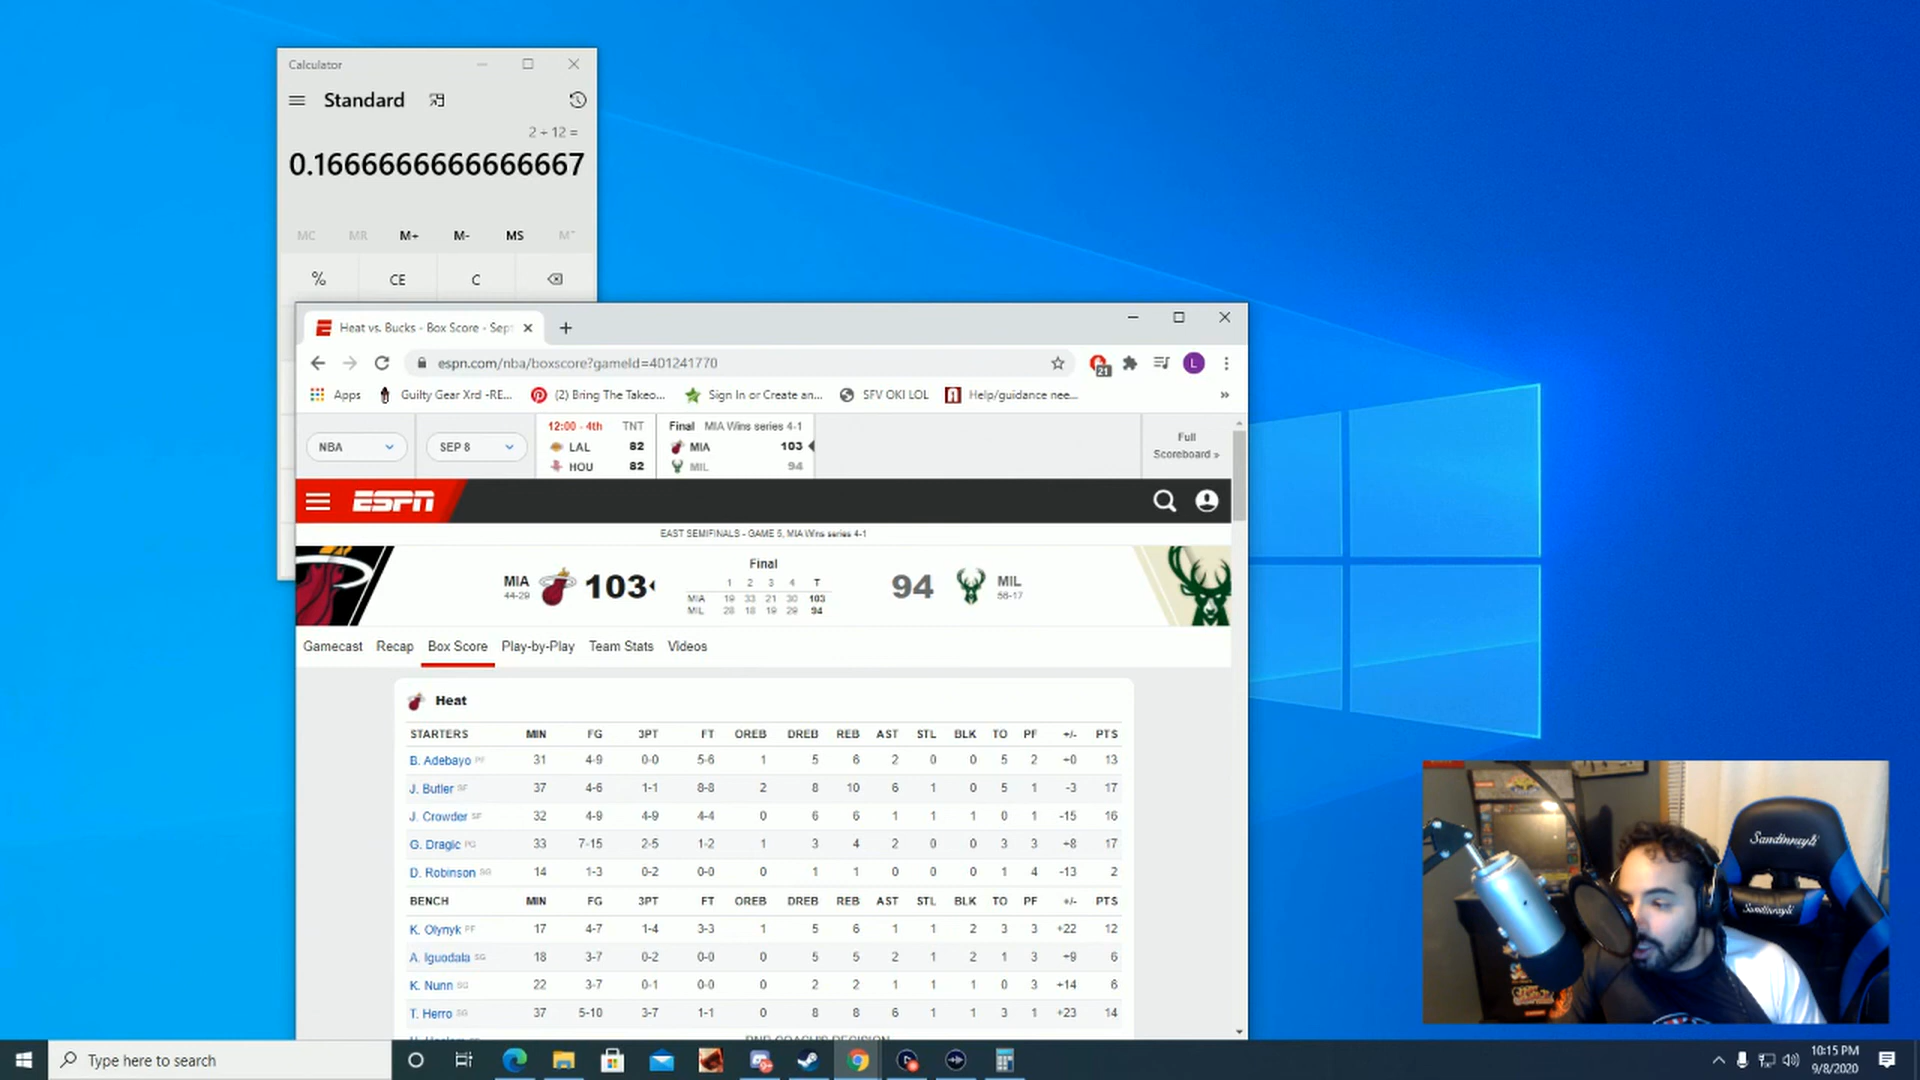 Calculator
Standard
2 ÷ 12 =
0.1666666666666667
MC MR M+ M- MS M˅
% CE C
Heat vs. Bucks - Box Score - Sept
espn.com/nba/boxscore?gameId=401241770
21
L
Apps Guilty Gear Xrd -RE... (2) Bring The Takeo... Sign In or Create an... SFV OKI LOL Help/guidance nee... »
NBA SEP 8
12:00 - 4th TNT
LAL 82
HOU 82
Final MIA Wins series 4-1
MIA 103
MIL 94
Full
Scoreboard »
ESPN
EAST SEMIFINALS - GAME 5, MIA Wins series 4-1
MIA
44-29
103
Final
1 2 3 4 T
MIA 19 33 21 30 103
MIL 28 18 19 29 94
94
MIL
56-17
Gamecast Recap Box Score Play-by-Play Team Stats Videos
Heat
STARTERS MIN FG 3PT FT OREB DREB REB AST STL BLK TO PF +/- PTS
B. Adebayo PF 31 4-9 0-0 5-6 1 5 6 2 0 0 5 2 +0 13
J. Butler SF 37 4-6 1-1 8-8 2 8 10 6 1 0 5 1 -3 17
J. Crowder SF 32 4-9 4-9 4-4 0 6 6 1 1 1 0 1 -15 16
G. Dragic PG 33 7-15 2-5 1-2 1 3 4 2 0 0 3 3 +8 17
D. Robinson SG 14 1-3 0-2 0-0 0 1 1 0 0 0 1 4 -13 2
BENCH MIN FG 3PT FT OREB DREB REB AST STL BLK TO PF +/- PTS
K. Olynyk PF 17 4-7 1-4 3-3 1 5 6 1 1 2 3 3 +22 12
A. Iguodala SG 18 3-7 0-2 0-0 0 5 5 2 1 2 1 3 +9 6
K. Nunn SG 22 3-7 0-1 0-0 0 2 2 1 1 1 0 3 +14 6
T. Herro SG 37 5-10 3-7 1-1 0 8 8 6 1 1 3 1 +23 14
Type here to search
10:15 PM
9/8/2020